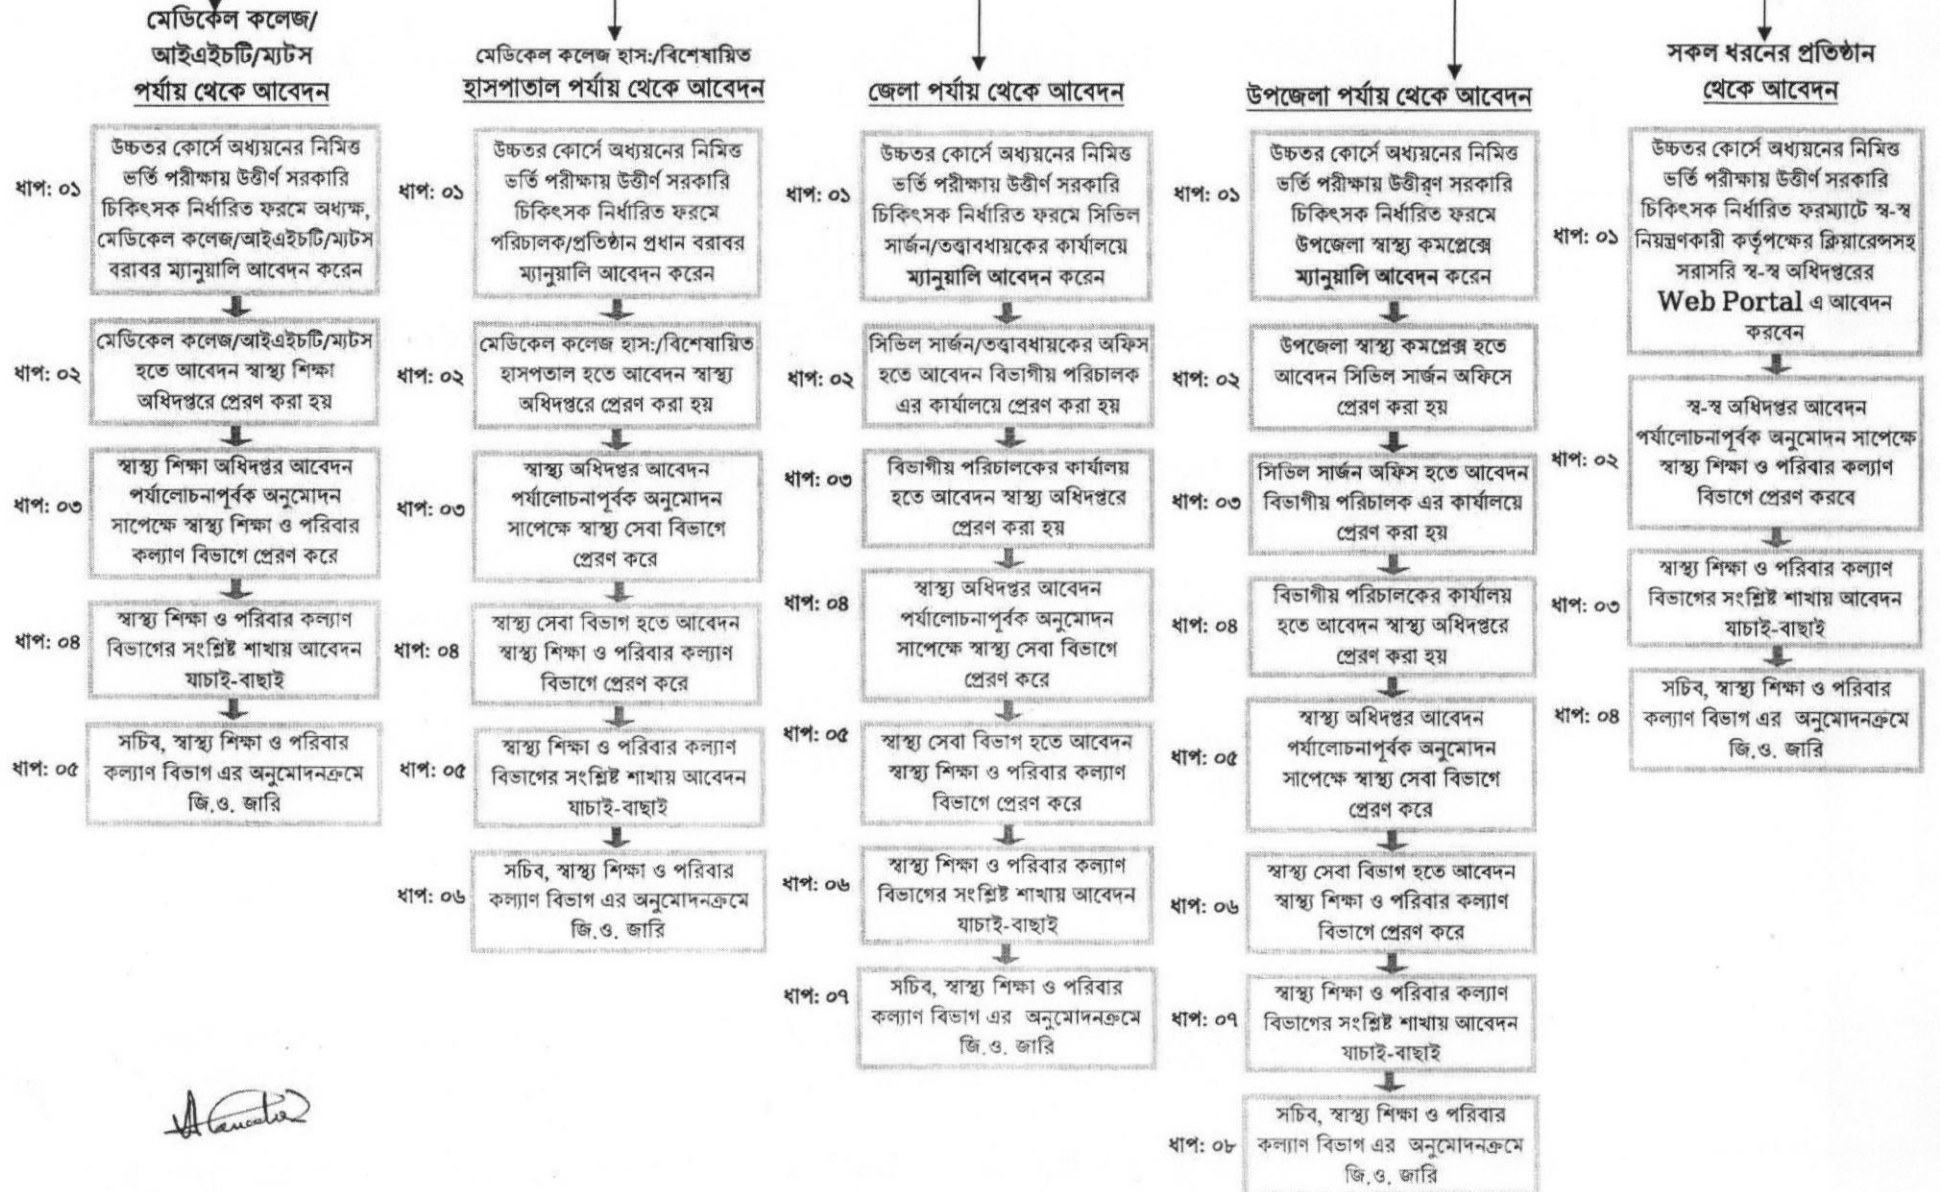 মেডিকেল কলেজ/
আইএইচটি/ম্যাটস
পর্যায় থেকে আবেদন
ধাপ: ০১
উচ্চতর কোর্সে অধ্যয়নের নিমিত্ত
ভর্তি পরীক্ষায় উত্তীর্ণ সরকারি
চিকিৎসক নির্ধারিত ফরমে অধ্যক্ষ,
মেডিকেল কলেজ/আইএইচটি/ম্যটস
বরাবর ম্যানুয়ালি আবেদন করেন
ধাপ: ০২
মেডিকেল কলেজ/আইএইচটি/ম্যটস
হতে আবেদন স্বাস্থ্য শিক্ষা
অধিদপ্তরে প্রেরণ করা হয়
ধাপ: ০৩
স্বাস্থ্য শিক্ষা অধিদপ্তর আবেদন
পর্যালোচনাপূর্বক অনুমোদন
সাপেক্ষে স্বাস্থ্য শিক্ষা ও পরিবার
কল্যাণ বিভাগে প্রেরণ করে
ধাপ: ০৪
স্বাস্থ্য শিক্ষা ও পরিবার কল্যাণ
বিভাগের সংশ্লিষ্ট শাখায় আবেদন
যাচাই-বাছাই
ধাপ: ০৫
সচিব, স্বাস্থ্য শিক্ষা ও পরিবার
কল্যাণ বিভাগ এর অনুমোদনক্রমে
জি.ও. জারি
মেডিকেল কলেজ হাস:/বিশেষায়িত
হাসপাতাল পর্যায় থেকে আবেদন
ধাপ: ০১
উচ্চতর কোর্সে অধ্যয়নের নিমিত্ত
ভর্তি পরীক্ষায় উত্তীর্ণ সরকারি
চিকিৎসক নির্ধারিত ফরমে
পরিচালক/প্রতিষ্ঠান প্রধান বরাবর
ম্যানুয়ালি আবেদন করেন
ধাপ: ০২
মেডিকেল কলেজ হাস:/বিশেষায়িত
হাসপতাল হতে আবেদন স্বাস্থ্য
অধিদপ্তরে প্রেরণ করা হয়
ধাপ: ০৩
স্বাস্থ্য অধিদপ্তর আবেদন
পর্যালোচনাপূর্বক অনুমোদন
সাপেক্ষে স্বাস্থ্য সেবা বিভাগে
প্রেরণ করে
ধাপ: ০৪
স্বাস্থ্য সেবা বিভাগ হতে আবেদন
স্বাস্থ্য শিক্ষা ও পরিবার কল্যাণ
বিভাগে প্রেরণ করে
ধাপ: ০৫
স্বাস্থ্য শিক্ষা ও পরিবার কল্যাণ
বিভাগের সংশ্লিষ্ট শাখায় আবেদন
যাচাই-বাছাই
ধাপ: ০৬
সচিব, স্বাস্থ্য শিক্ষা ও পরিবার
কল্যাণ বিভাগ এর অনুমোদনক্রমে
জি.ও. জারি
জেলা পর্যায় থেকে আবেদন
ধাপ: ০১
উচ্চতর কোর্সে অধ্যয়নের নিমিত্ত
ভর্তি পরীক্ষায় উত্তীর্ণ সরকারি
চিকিৎসক নির্ধারিত ফরমে সিভিল
সার্জন/তত্ত্বাবধায়কের কার্যালয়ে
ম্যানুয়ালি আবেদন করেন
ধাপ: ০২
সিভিল সার্জন/তত্তাবধায়কের অফিস
হতে আবেদন বিভাগীয় পরিচালক
এর কার্যালয়ে প্রেরণ করা হয়
ধাপ: ০৩
বিভাগীয় পরিচালকের কার্যালয়
হতে আবেদন স্বাস্থ্য অধিদপ্তরে
প্রেরণ করা হয়
ধাপ: ০৪
স্বাস্থ্য অধিদপ্তর আবেদন
পর্যালোচনাপূর্বক অনুমোদন
সাপেক্ষে স্বাস্থ্য সেবা বিভাগে
প্রেরণ করে
ধাপ: ০৫
স্বাস্থ্য সেবা বিভাগ হতে আবেদন
স্বাস্থ্য শিক্ষা ও পরিবার কল্যাণ
বিভাগে প্রেরণ করে
ধাপ: ০৬
স্বাস্থ্য শিক্ষা ও পরিবার কল্যাণ
বিভাগের সংশ্লিষ্ট শাখায় আবেদন
যাচাই-বাছাই
ধাপ: ০৭
সচিব, স্বাস্থ্য শিক্ষা ও পরিবার
কল্যাণ বিভাগ এর অনুমোদনক্রমে
জি.ও. জারি
উপজেলা পর্যায় থেকে আবেদন
ধাপ: ০১
উচ্চতর কোর্সে অধ্যয়নের নিমিত্ত
ভর্তি পরীক্ষায় উত্তীর্ণ সরকারি
চিকিৎসক নির্ধারিত ফরমে
উপজেলা স্বাস্থ্য কমপ্লেক্সে
ম্যানুয়ালি আবেদন করেন
ধাপ: ০২
উপজেলা স্বাস্থ্য কমপ্লেক্স হতে
আবেদন সিভিল সার্জন অফিসে
প্রেরণ করা হয়
ধাপ: ০৩
সিভিল সার্জন অফিস হতে আবেদন
বিভাগীয় পরিচালক এর কার্যালয়ে
প্রেরণ করা হয়
ধাপ: ০৪
বিভাগীয় পরিচালকের কার্যালয়
হতে আবেদন স্বাস্থ্য অধিদপ্তরে
প্রেরণ করা হয়
ধাপ: ০৫
স্বাস্থ্য অধিদপ্তর আবেদন
পর্যালোচনাপূর্বক অনুমোদন
সাপেক্ষে স্বাস্থ্য সেবা বিভাগে
প্রেরণ করে
ধাপ: ০৬
স্বাস্থ্য সেবা বিভাগ হতে আবেদন
স্বাস্থ্য শিক্ষা ও পরিবার কল্যাণ
বিভাগে প্রেরণ করে
ধাপ: ০৭
স্বাস্থ্য শিক্ষা ও পরিবার কল্যাণ
বিভাগের সংশ্লিষ্ট শাখায় আবেদন
যাচাই-বাছাই
ধাপ: ০৮
সচিব, স্বাস্থ্য শিক্ষা ও পরিবার
কল্যাণ বিভাগ এর অনুমোদনক্রমে
জি.ও. জারি
সকল ধরনের প্রতিষ্ঠান
থেকে আবেদন
ধাপ: ০১
উচ্চতর কোর্সে অধ্যয়নের নিমিত্ত
ভর্তি পরীক্ষায় উত্তীর্ণ সরকারি
চিকিৎসক নির্ধারিত ফরম্যাটে স্ব-স্ব
নিয়ন্ত্রণকারী কর্তৃপক্ষের ক্লিয়ারেন্সসহ
সরাসরি স্ব-স্ব অধিদপ্তরের
Web Portal এ আবেদন
করবেন
ধাপ: ০২
স্ব-স্ব অধিদপ্তর আবেদন
পর্যালোচনাপূর্বক অনুমোদন সাপেক্ষে
স্বাস্থ্য শিক্ষা ও পরিবার কল্যাণ
বিভাগে প্রেরণ করবে
ধাপ: ০৩
স্বাস্থ্য শিক্ষা ও পরিবার কল্যাণ
বিভাগের সংশ্লিষ্ট শাখায় আবেদন
যাচাই-বাছাই
ধাপ: ০৪
সচিব, স্বাস্থ্য শিক্ষা ও পরিবার
কল্যাণ বিভাগ এর অনুমোদনক্রমে
জি.ও. জারি